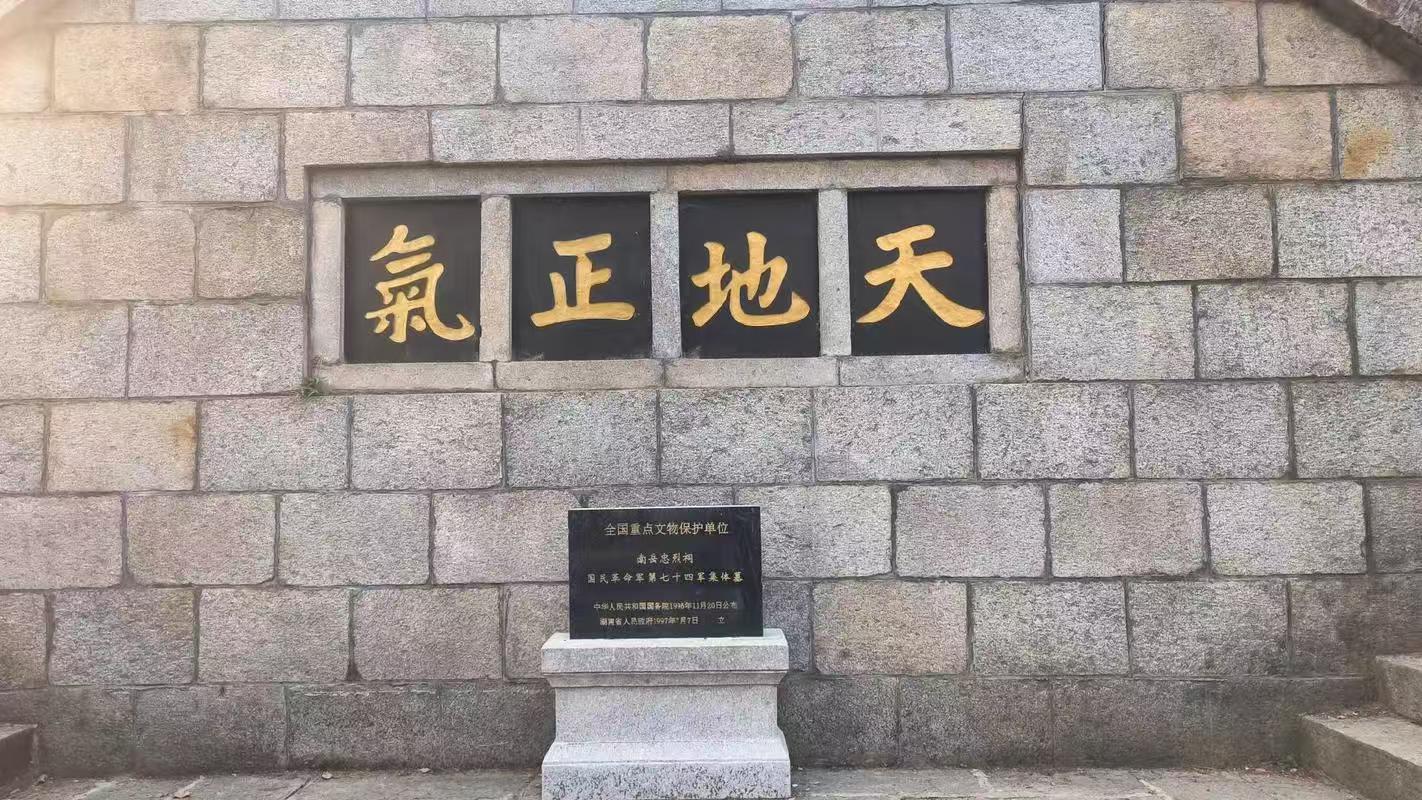 天地正氣
全国重点文物保护单位
南岳忠烈祠
国民革命军第七十四军集体墓
中华人民共和国国务院1996年11月20日公布
湖南省人民政府1997年7月7日 立